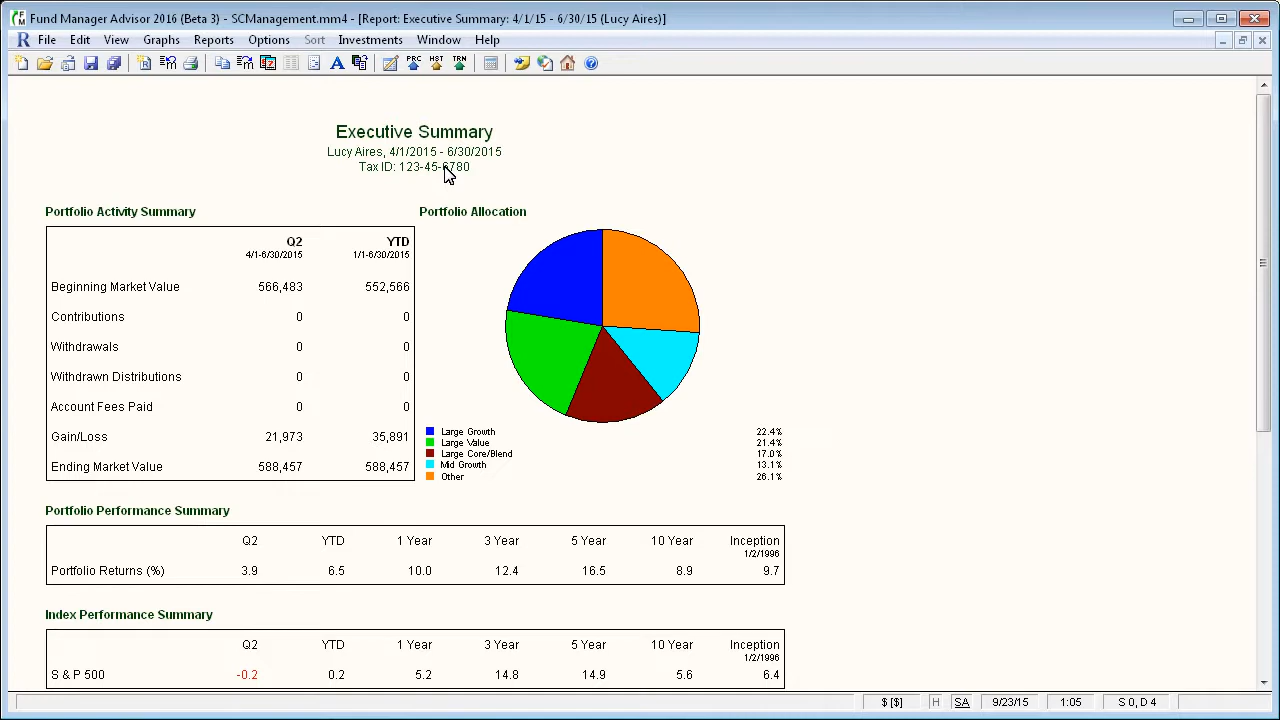 Fund Manager Advisor 2016 (Beta 3) - SCManagement.mm4 - [Report: Executive Summary: 4/1/15 - 6/30/15 (Lucy Aires)]
R File Edit View Graphs Reports Options Sort Investments Window Help
R A PRC HST TRN
Executive Summary
Lucy Aires, 4/1/2015 - 6/30/2015
Tax ID: 123-45-6780
Portfolio Activity Summary
Q2 YTD
4/1-6/30/2015 1/1-6/30/2015
Beginning Market Value 566,483 552,566
Contributions 0 0
Withdrawals 0 0
Withdrawn Distributions 0 0
Account Fees Paid 0 0
Gain/Loss 21,973 35,891
Ending Market Value 588,457 588,457
Portfolio Allocation
Large Growth 22.4%
Large Value 21.4%
Large Core/Blend 17.0%
Mid Growth 13.1%
Other 26.1%
Portfolio Performance Summary
Q2 YTD 1 Year 3 Year 5 Year 10 Year Inception
1/2/1996
Portfolio Returns (%) 3.9 6.5 10.0 12.4 16.5 8.9 9.7
Index Performance Summary
Q2 YTD 1 Year 3 Year 5 Year 10 Year Inception
1/2/1996
S & P 500 -0.2 0.2 5.2 14.8 14.9 5.6 6.4
$ [$] H SA 9/23/15 1:05 S 0, D 4